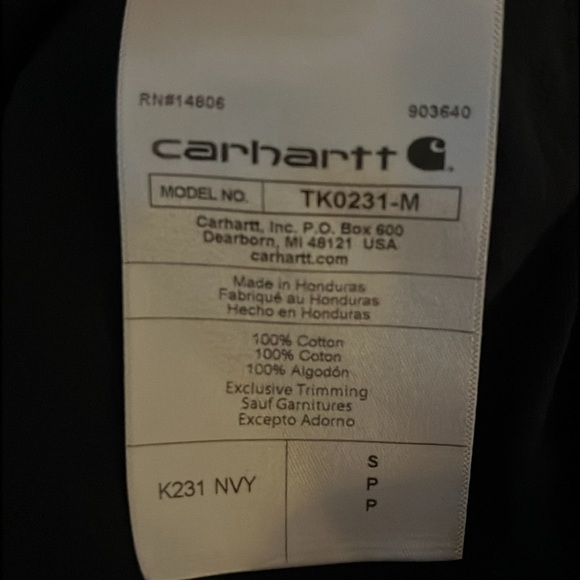 RN#14806
903640
carhartt
MODEL NO. TK0231-M
Carhartt, Inc. P.O. Box 600
Dearborn, MI 48121 USA
carhartt.com
Made in Honduras
Fabriqué au Honduras
Hecho en Honduras
100% Cotton
100% Coton
100% Algodón
Exclusive Trimming
Sauf Garnitures
Excepto Adorno
K231 NVY
S
P
P